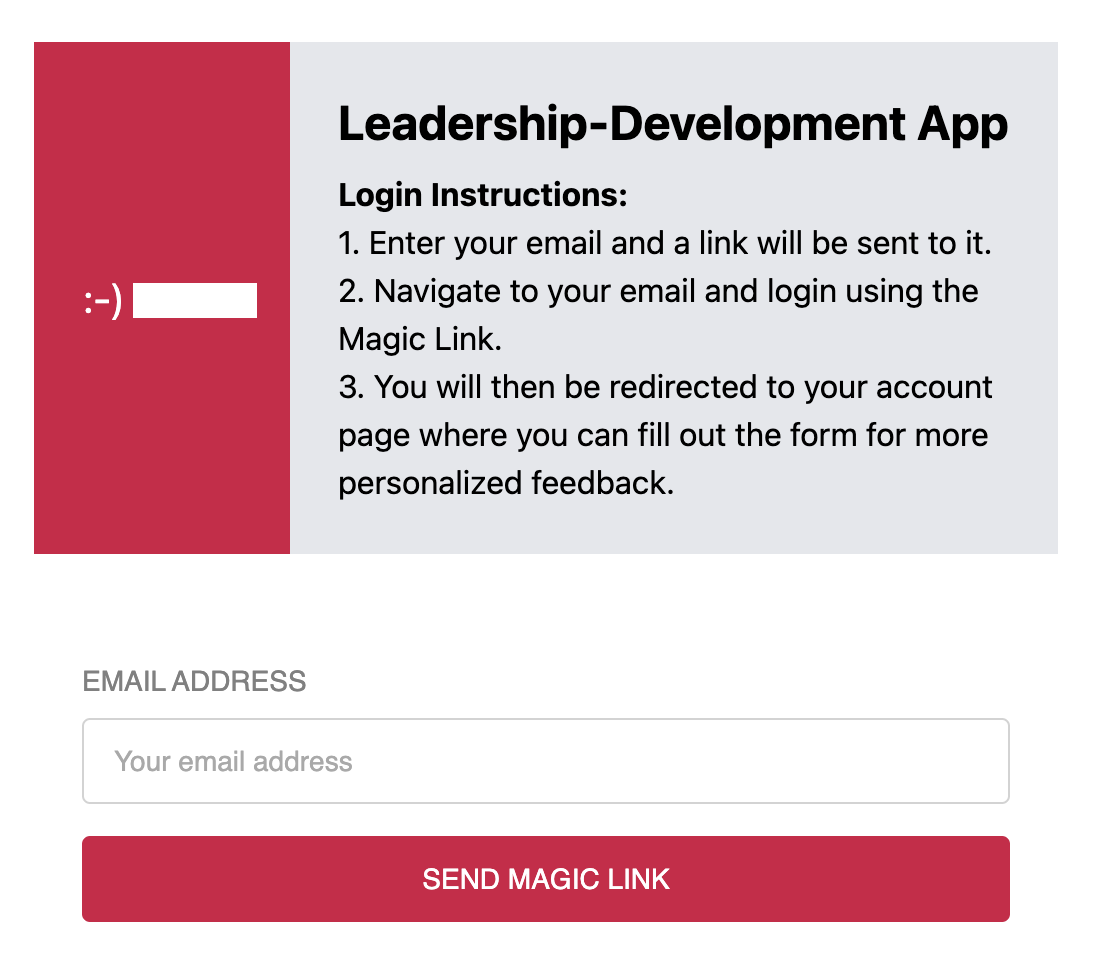 Leadership-Development App
Login Instructions:
1. Enter your email and a link will be sent to it.
2. Navigate to your email and login using the
Magic Link.
3. You will then be redirected to your account
page where you can fill out the form for more
personalized feedback.
:-)
EMAIL ADDRESS
Your email address
SEND MAGIC LINK